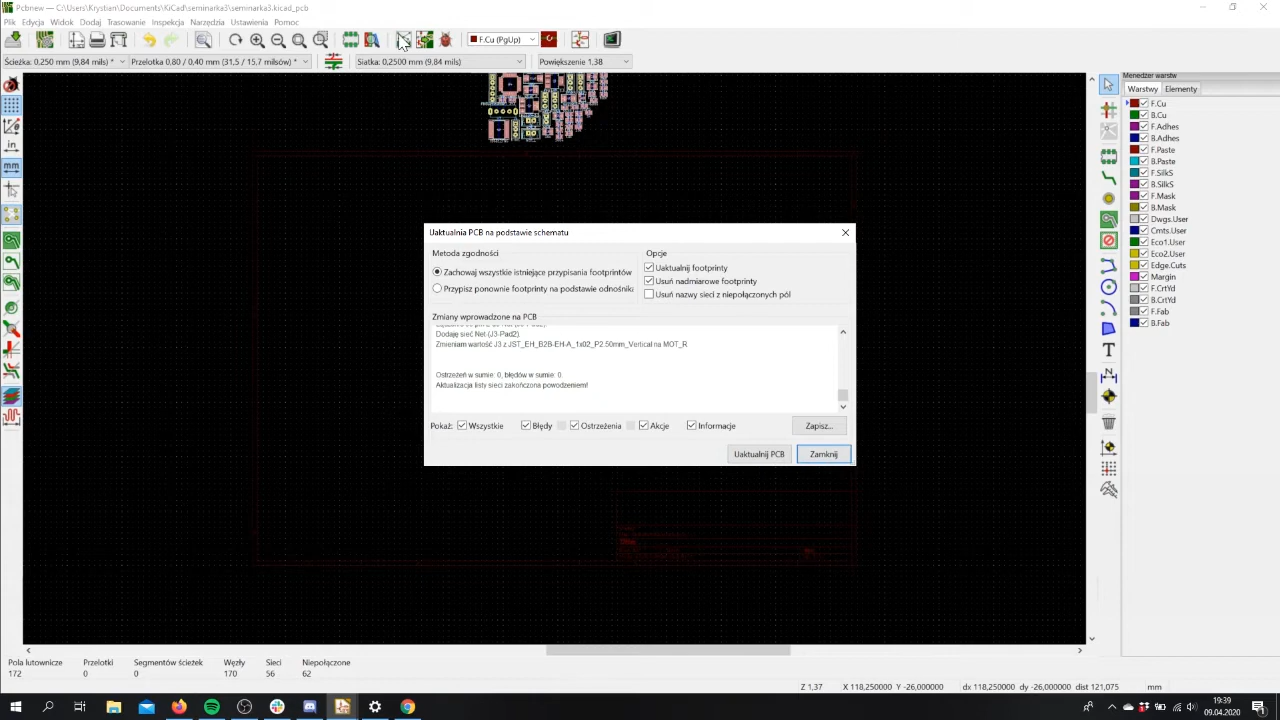 Pcbnew — C:\Users\Krystian\Documents\KiCad\seminarka3\seminarka3.kicad_pcb
Plik Edycja Widok Dodaj Trasowanie Inspekcja Narzędzia Ustawienia Pomoc
F.Cu (PgUp)
Ścieżka: 0,250 mm (9,84 mils) * Przelotka 0,80 / 0,40 mm (31,5 / 15.7 milsów) * Siatka: 0,2500 mm (9,84 mils) Powiększenie 1.38
Menedżer warstw
Warstwy Elementy
F.Cu
B.Cu
F.Adhes
B.Adhes
F.Paste
B.Paste
F.SilkS
B.SilkS
F.Mask
B.Mask
Dwgs.User
Cmts.User
Eco1.User
Eco2.User
Edge.Cuts
Margin
F.CrtYd
B.CrtYd
F.Fab
B.Fab
in
mm
Uaktualnia PCB na podstawie schematu
Metoda zgodności
Zachowaj wszystkie istniejące przypisania footprintów
Przypisz ponownie footprinty na podstawie odnośnika
Opcje
Uaktualnij footprinty
Usuń nadmiarowe footprinty
Usuń nazwy sieci z niepołączonych pól
Zmiany wprowadzone na PCB
Dodaję sieć Net-(J3-Pad2).
Zmieniam wartość J3 z JST_EH_B2B-EH-A_1x02_P2.50mm_Vertical na MOT_R
Ostrzeżeń w sumie: 0, błędów w sumie: 0.
Aktualizacja listy sieci zakończona powodzeniem!
Pokaż: Wszystkie Błędy Ostrzeżenia Akcje Informacje Zapisz...
Uaktualnij PCB Zamknij
Pola lutownicze Przelotki Segmentów ścieżek Węzły Sieci Niepołączone
172 0 0 170 56 62
Z 1,37 X 118,250000 Y -26,000000 dx 118,250000 dy -26,000000 dist 121,075 mm
19:39
09.04.2020